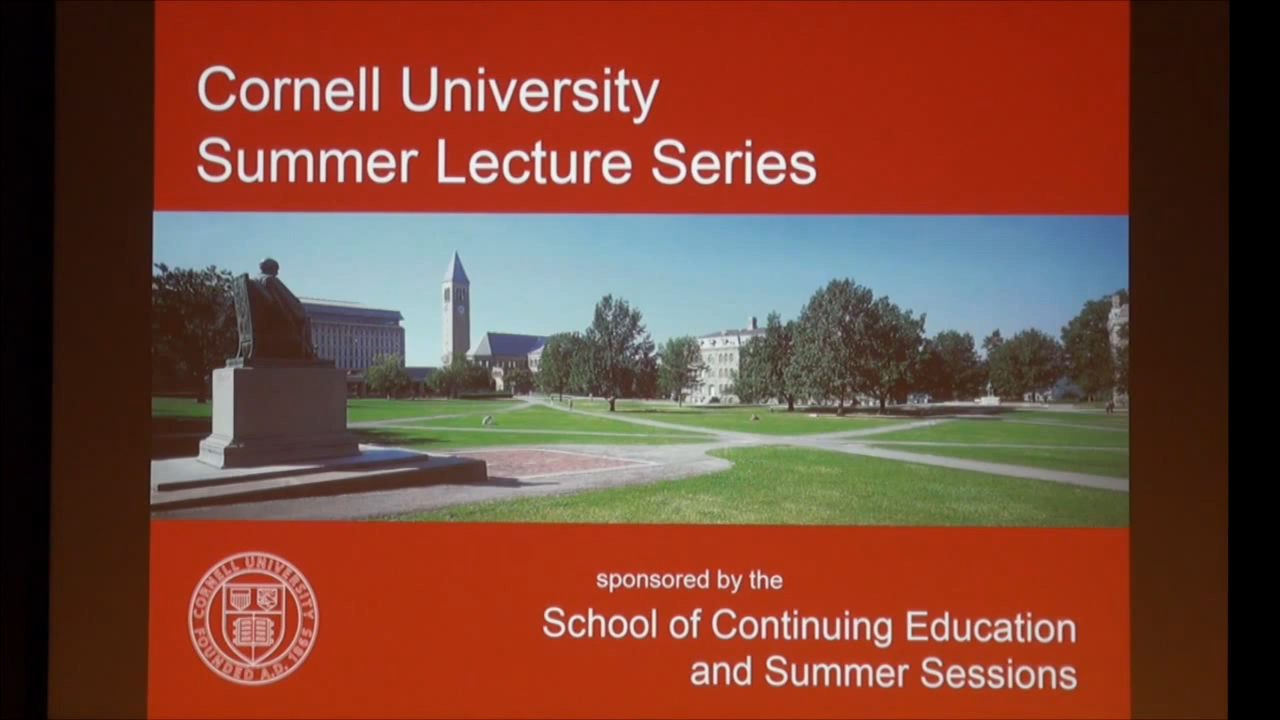 Cornell University
Summer Lecture Series
sponsored by the
School of Continuing Education
and Summer Sessions
CORNELL UNIVERSITY
FOUNDED A.D. 1865